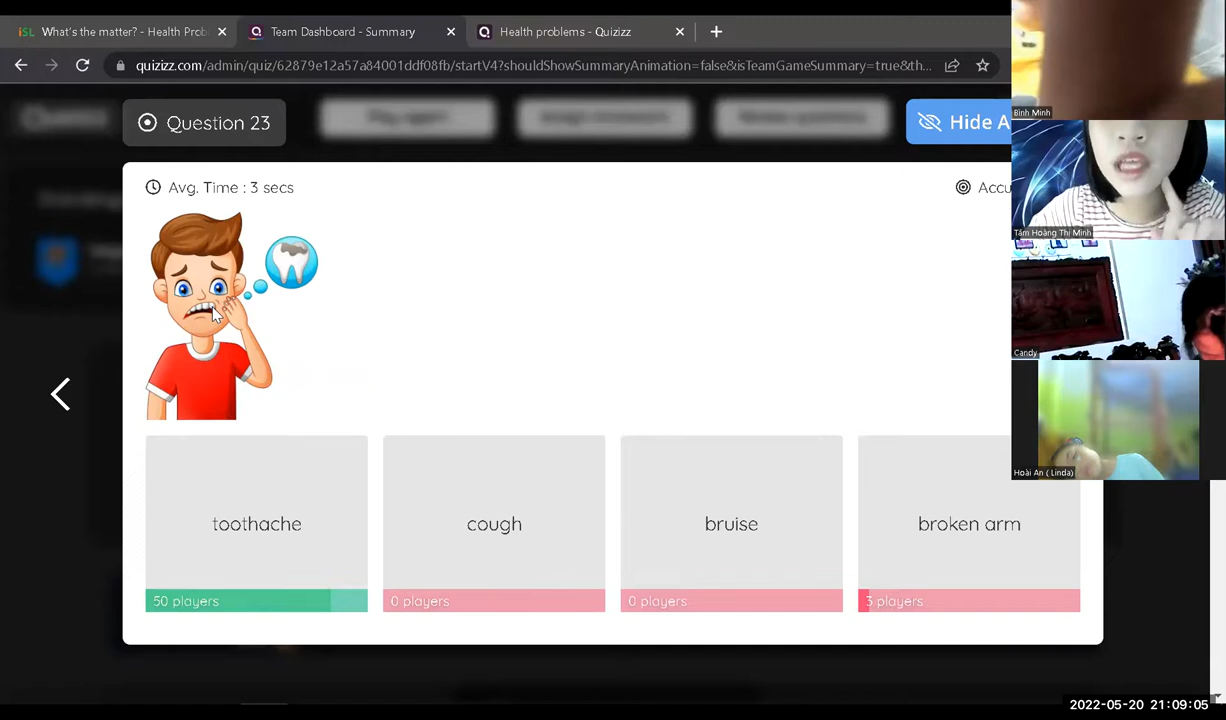 iSL What's the matter? - Health Prob
Team Dashboard - Summary
Health problems - Quizizz
quizizz.com/admin/quiz/62879e12a57a84001ddf08fb/startV4?shouldShowSummaryAnimation=false&isTeamGameSummary=true&th...
Question 23
Hide A
Avg. Time : 3 secs
Accu
toothache
cough
bruise
broken arm
50 players
0 players
0 players
3 players
Bình Minh
Tâm Hoàng Thị Minh
Candy
Hoài An ( Linda)
2022-05-20 21:09:05